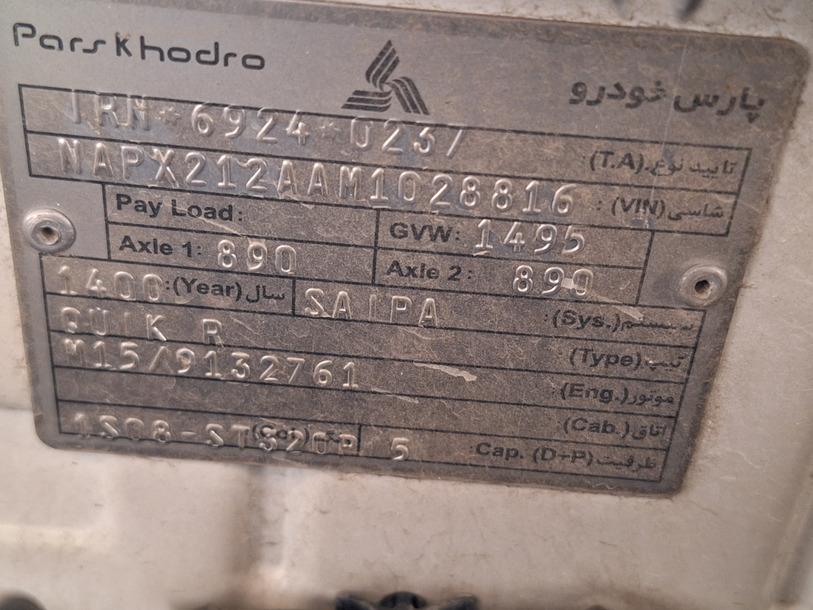 Pars Khodro پارس خودرو
IRN*6924*0237 تایید نوع.(T.A):
NAPX212AAM1028816 شاسی (VIN):
Pay Load: GVW: 1495
Axle 1: 890 Axle 2: 890
1400 سال (Year): SAIPA سیستم(Sys.):
QUIK R تیپ (Type):
M15/9132761 موتور (Eng.):
اتاق (Cab.):
5 ظرفیت Cap. (D+P):